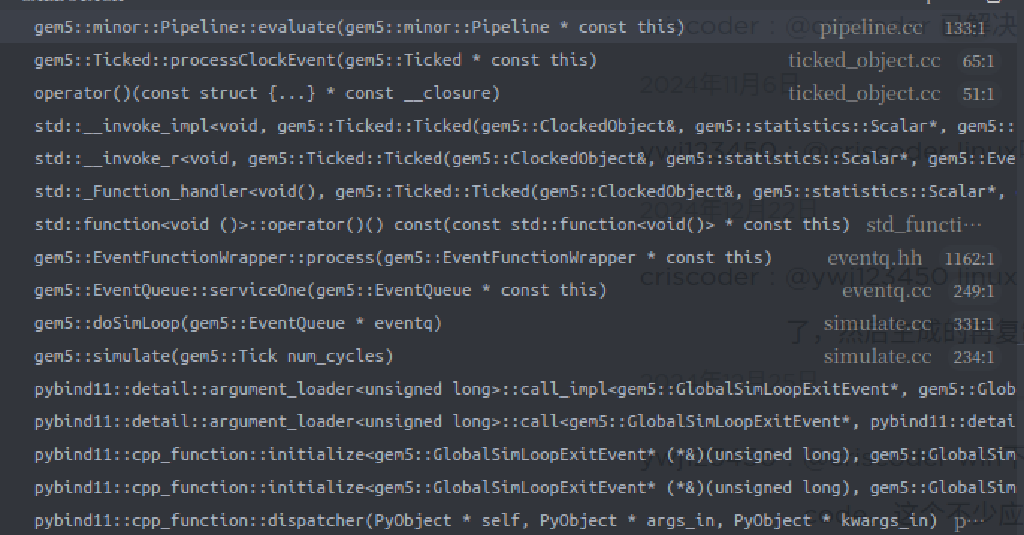 gem5::minor::Pipeline::evaluate(gem5::minor::Pipeline * const this) pipeline.cc 133:1
gem5::Ticked::processClockEvent(gem5::Ticked * const this) ticked_object.cc 65:1
operator()(const struct {...} * const __closure) ticked_object.cc 51:1
std::__invoke_impl<void, gem5::Ticked::Ticked(gem5::ClockedObject&, gem5::statistics::Scalar*, gem5::
std::__invoke_r<void, gem5::Ticked::Ticked(gem5::ClockedObject&, gem5::statistics::Scalar*, gem5::Eve
std::_Function_handler<void(), gem5::Ticked::Ticked(gem5::ClockedObject&, gem5::statistics::Scalar*,
std::function<void ()>::operator()() const(const std::function<void()> * const this) std_functi…
gem5::EventFunctionWrapper::process(gem5::EventFunctionWrapper * const this) eventq.hh 1162:1
gem5::EventQueue::serviceOne(gem5::EventQueue * const this) eventq.cc 249:1
gem5::doSimLoop(gem5::EventQueue * eventq) simulate.cc 331:1
gem5::simulate(gem5::Tick num_cycles) simulate.cc 234:1
pybind11::detail::argument_loader<unsigned long>::call_impl<gem5::GlobalSimLoopExitEvent*, gem5::Glob
pybind11::detail::argument_loader<unsigned long>::call<gem5::GlobalSimLoopExitEvent*, pybind11::detai
pybind11::cpp_function::initialize<gem5::GlobalSimLoopExitEvent* (*&)(unsigned long), gem5::GlobalSim
pybind11::cpp_function::initialize<gem5::GlobalSimLoopExitEvent* (*&)(unsigned long), gem5::GlobalSim
pybind11::cpp_function::dispatcher(PyObject * self, PyObject * args_in, PyObject * kwargs_in) p…